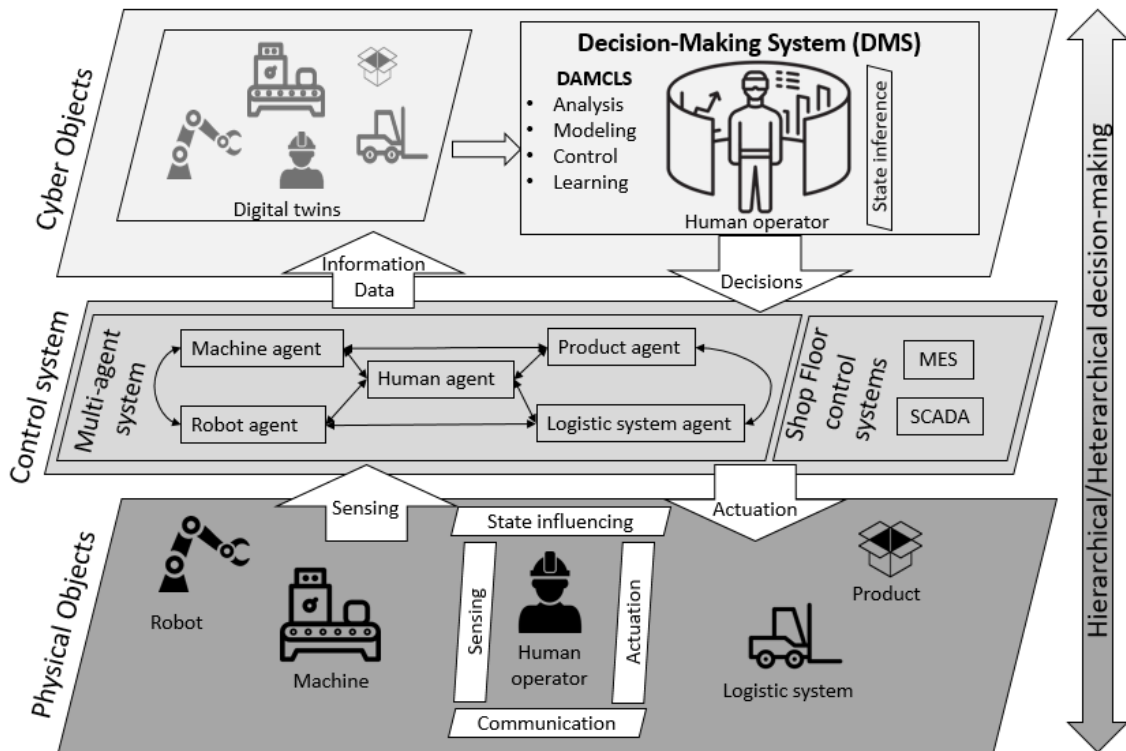 Cyber Objects
Digital twins
Decision-Making System (DMS)
DAMCLS
• Analysis
• Modeling
• Control
• Learning
Human operator
State inference
Information
Data
Decisions
Control system
Multi-agent
system
Machine agent
Product agent
Human agent
Robot agent
Logistic system agent
Shop Floor
control
systems
MES
SCADA
Sensing
Actuation
Physical Objects
Robot
Machine
State influencing
Sensing
Human
operator
Actuation
Communication
Product
Logistic system
Hierarchical/Heterarchical decision-making